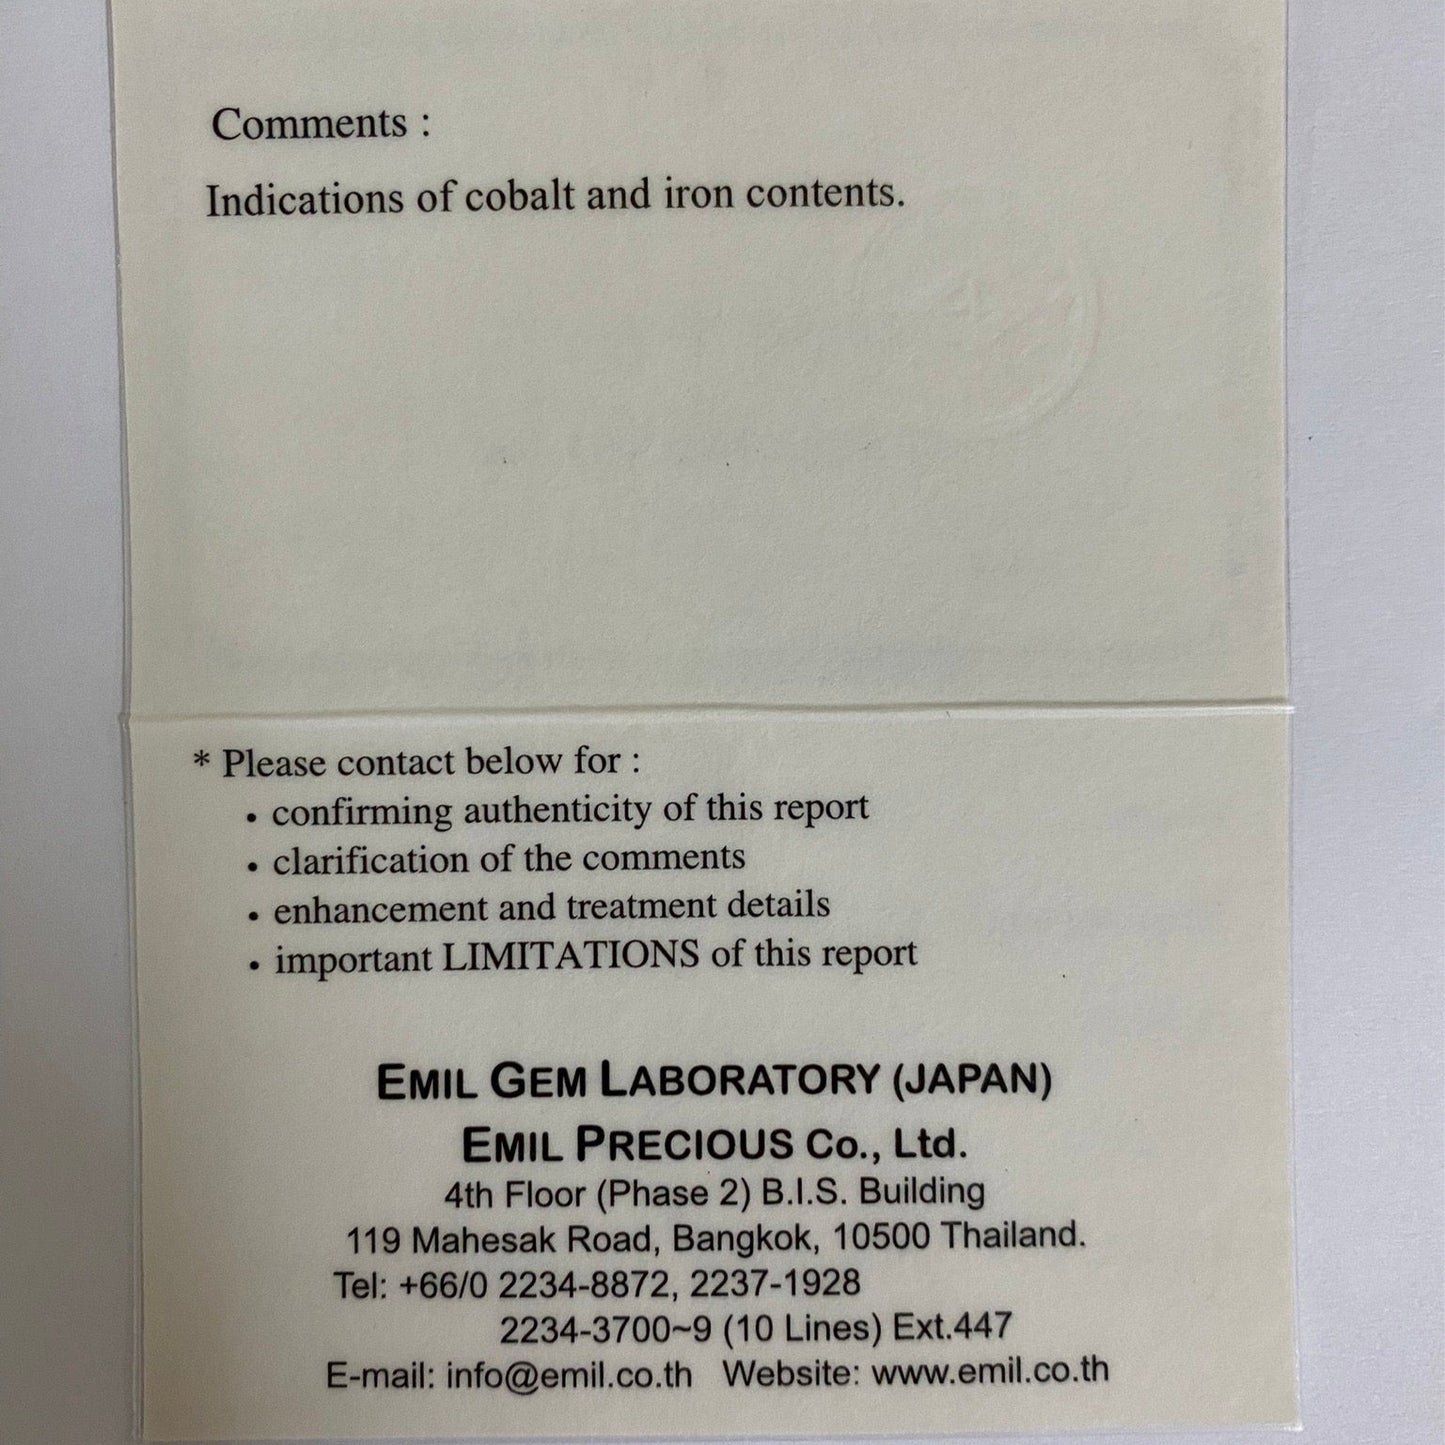 Comments :
Indications of cobalt and iron contents.
* Please contact below for :
• confirming authenticity of this report
• clarification of the comments
• enhancement and treatment details
• important LIMITATIONS of this report
EMIL GEM LABORATORY (JAPAN)
EMIL PRECIOUS Co., Ltd.
4th Floor (Phase 2) B.I.S. Building
119 Mahesak Road, Bangkok, 10500 Thailand.
Tel: +66/0 2234-8872, 2237-1928
2234-3700~9 (10 Lines) Ext.447
E-mail: info@emil.co.th Website: www.emil.co.th